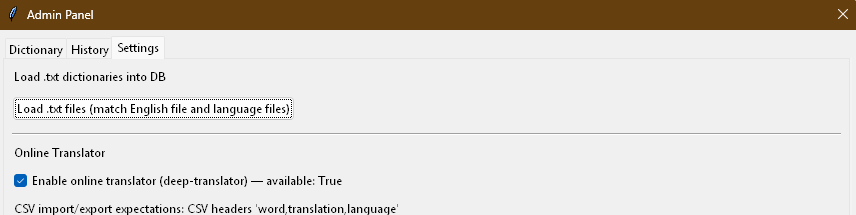 Admin Panel
Dictionary History Settings
Load .txt dictionaries into DB
Load .txt files (match English file and language files)
Online Translator
Enable online translator (deep-translator) — available: True
CSV import/export expectations: CSV headers 'word,translation,language'